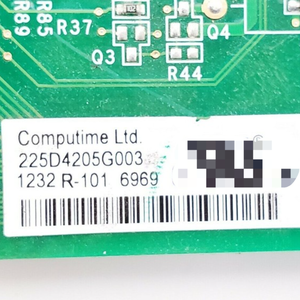 R85
R89
R37
Q4
Q3
R44
Computime Ltd.
225D4205G003
1232 R-101 6969